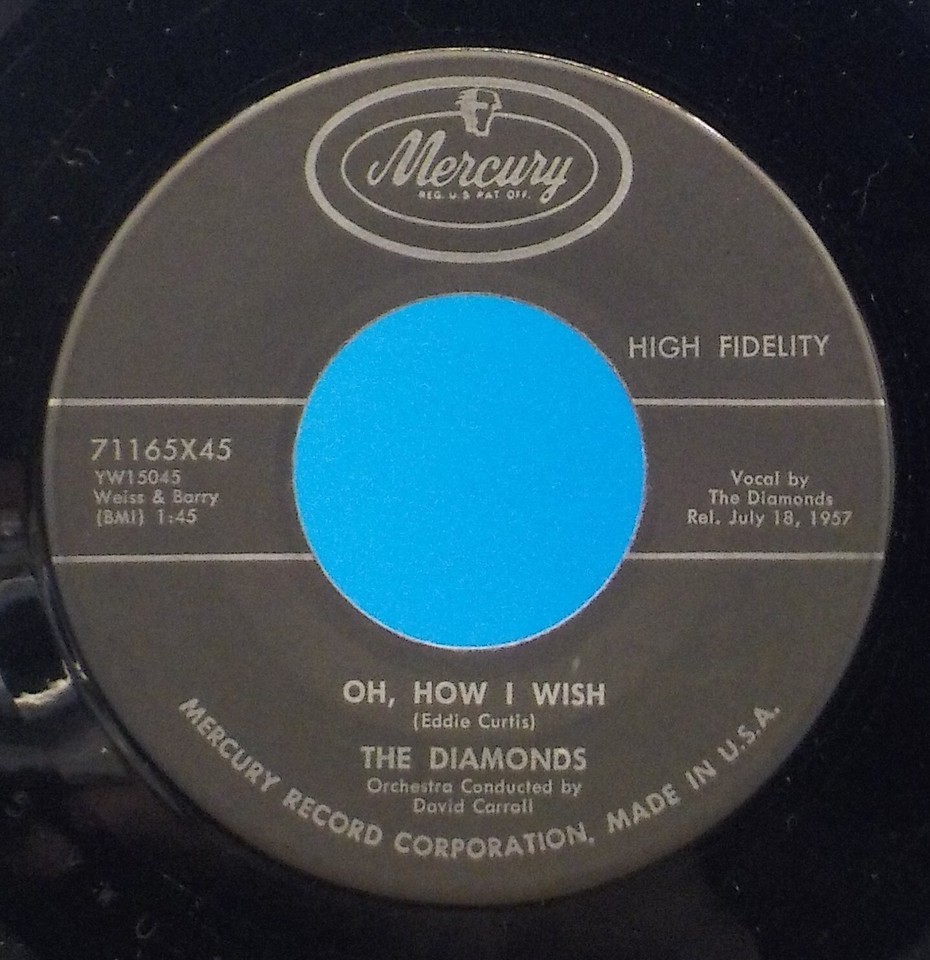 Mercury
REG. U.S. PAT. OFF.
HIGH FIDELITY
71165X45
YW15045
Weiss & Barry
(BMI) 1:45
Vocal by
The Diamonds
Rel. July 18, 1957
OH, HOW I WISH
(Eddie Curtis)
THE DIAMONDS
Orchestra Conducted by
David Carroll
MERCURY RECORD CORPORATION. MADE IN U.S.A.